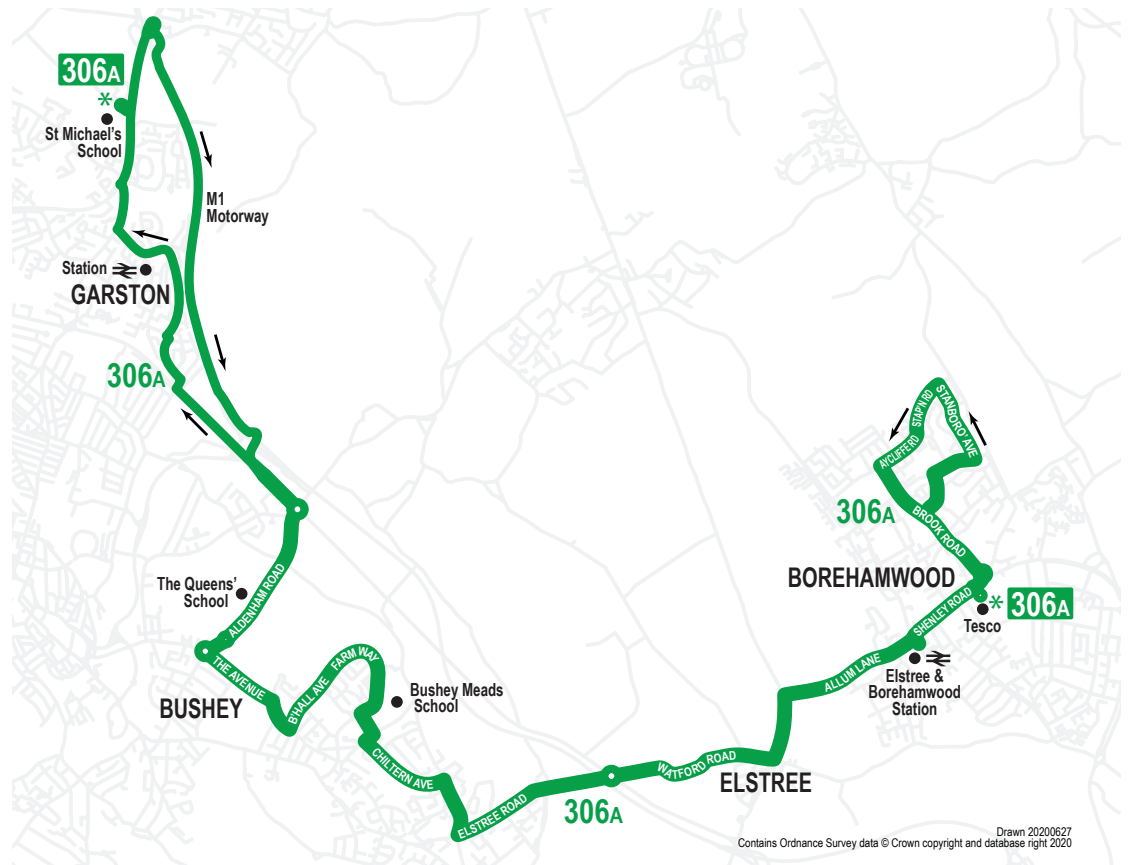 306A
*
St Michael's
School
M1
Motorway
Station
GARSTON
306A
STAP'N RD
STANBORO' AVE
AYCLIFFE RD
306A
BROOK ROAD
BOREHAMWOOD
* 306A
Tesco
SHENLEY ROAD
The Queens'
School
ALDENHAM ROAD
THE AVENUE
BUSHEY
B'HALL AVE
FARM WAY
Bushey Meads
School
ALLUM LANE
Elstree &
Borehamwood
Station
CHILTERN AVE
ELSTREE ROAD
306A
WATFORD ROAD
ELSTREE
Drawn 20200627
Contains Ordnance Survey data © Crown copyright and database right 2020